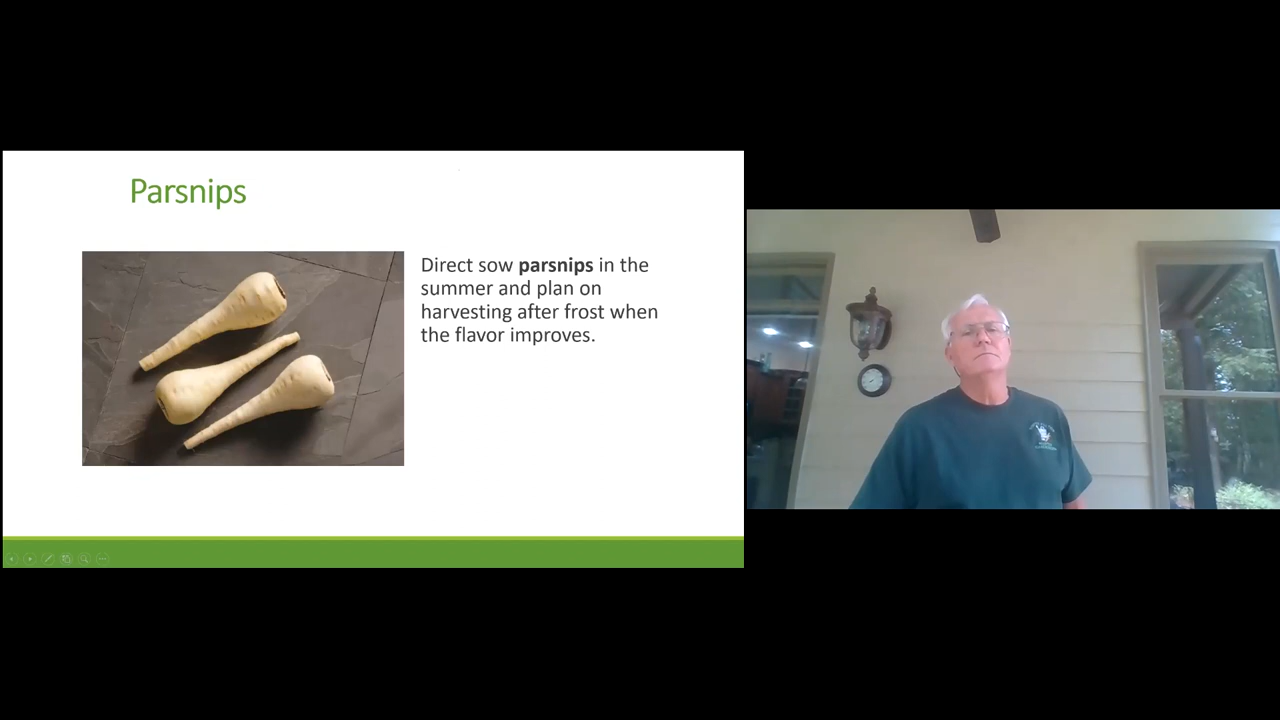 Parsnips
Direct sow parsnips in the
summer and plan on
harvesting after frost when
the flavor improves.